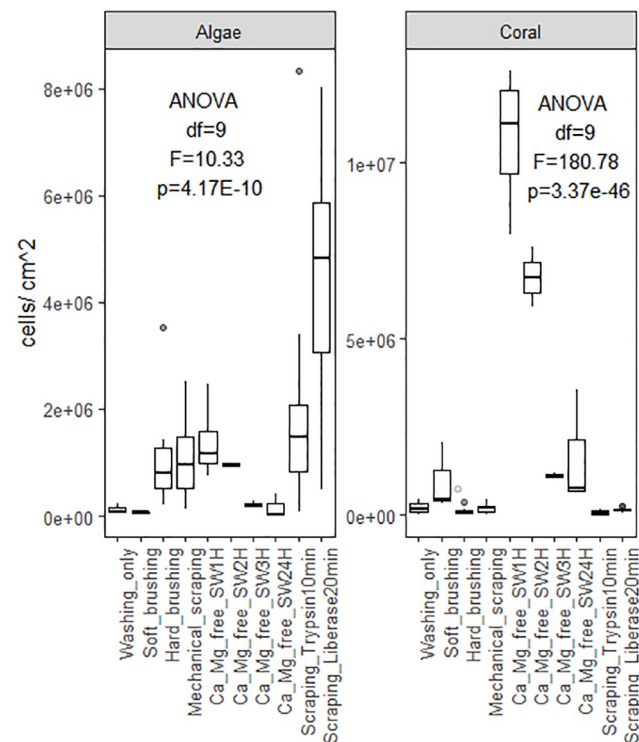 Algae
Coral
cells/ cm^2
8e+06
6e+06
4e+06
2e+06
0e+00
ANOVA
df=9
F=10.33
p=4.17E-10
1e+07
5e+06
0e+00
ANOVA
df=9
F=180.78
p=3.37e-46
Washing_only
Soft_brushing
Hard_brushing
Mechanical_scraping
Ca_Mg_free_SW1H
Ca_Mg_free_SW2H
Ca_Mg_free_SW3H
Ca_Mg_free_SW24H
Scraping_Trypsin10min
Scraping_Liberase20min
Washing_only
Soft_brushing
Hard_brushing
Mechanical_scraping
Ca_Mg_free_SW1H
Ca_Mg_free_SW2H
Ca_Mg_free_SW3H
Ca_Mg_free_SW24H
Scraping_Trypsin10min
Scraping_Liberase20min